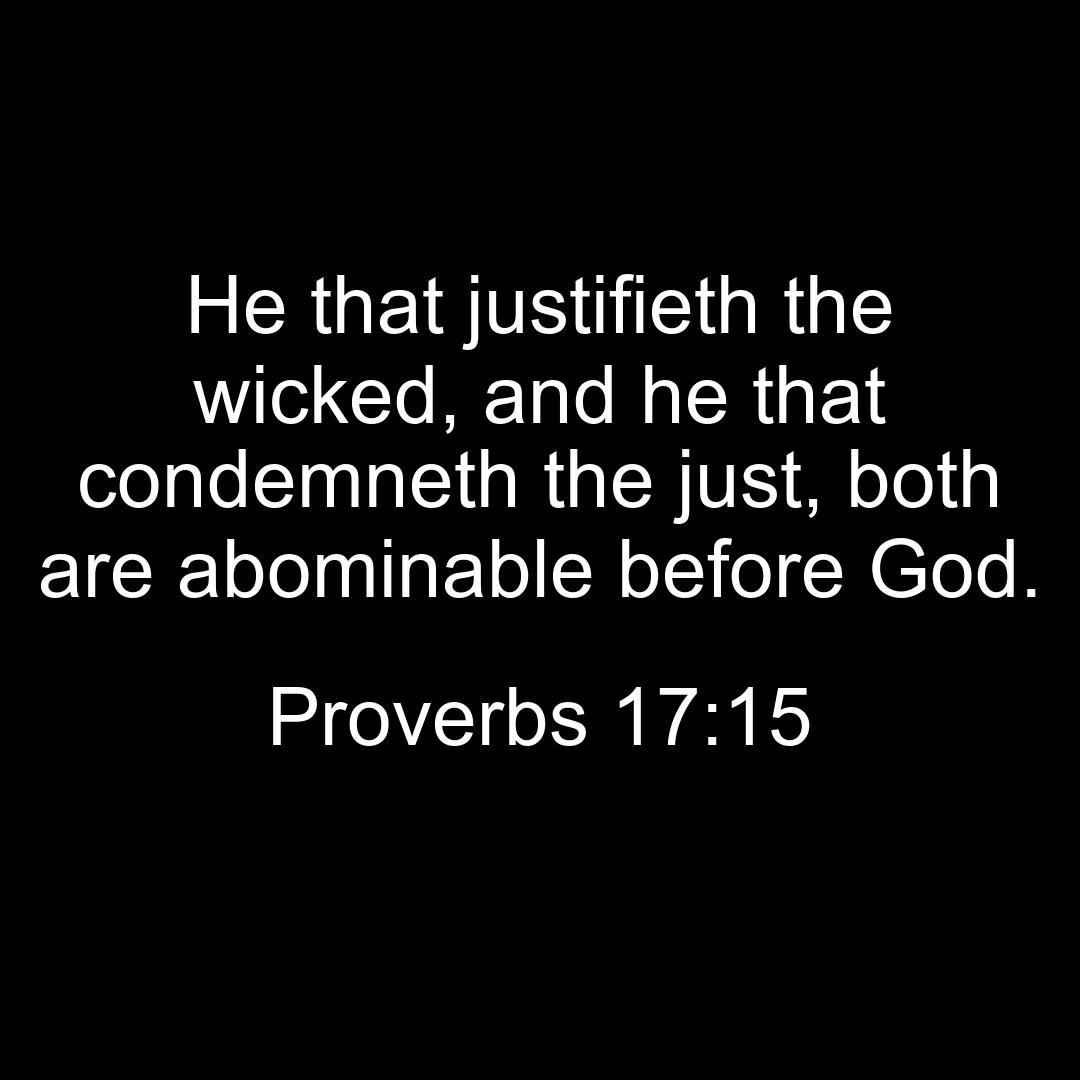 He that justifieth the
wicked, and he that
condemneth the just, both
are abominable before God.
Proverbs 17:15